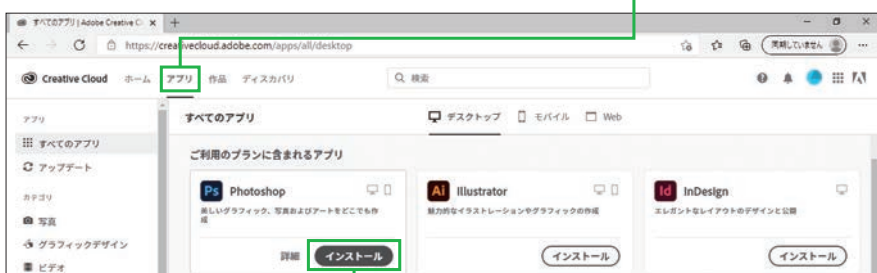 すべてのアプリ | Adobe Creative Cl
https://creativecloud.adobe.com/apps/all/desktop
同期していません
Creative Cloud ホーム アプリ 作品 ディスカバリ 検索
アプリ
すべてのアプリ デスクトップ モバイル Web
すべてのアプリ
アップデート
ご利用のプランに含まれるアプリ
カテゴリ
写真
グラフィックデザイン
ビデオ
Ps Photoshop
美しいグラフィック、写真およびアートをどこでも作
成
詳細 インストール
Ai Illustrator
魅力的なイラストレーションやグラフィックの作成
インストール
Id InDesign
エレガントなレイアウトのデザインと公開
インストール